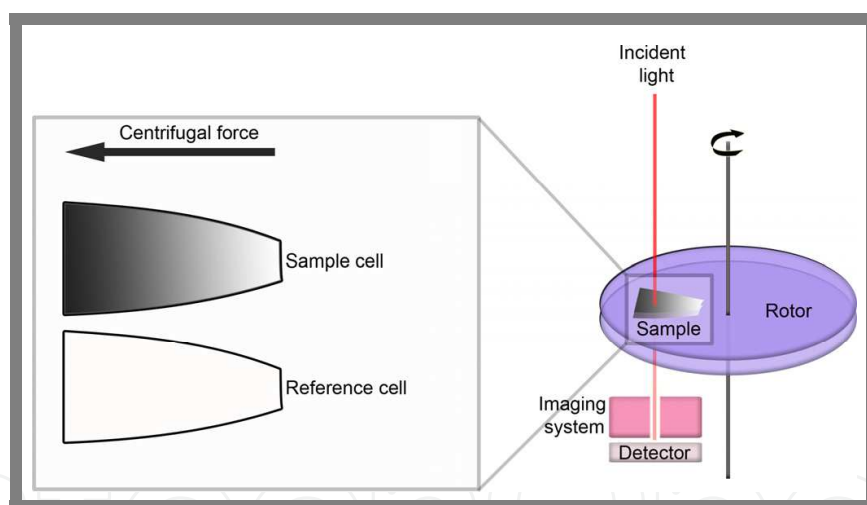 Incident
light
Centrifugal force
Sample cell
Rotor
Sample
Reference cell
Imaging
system
Detector